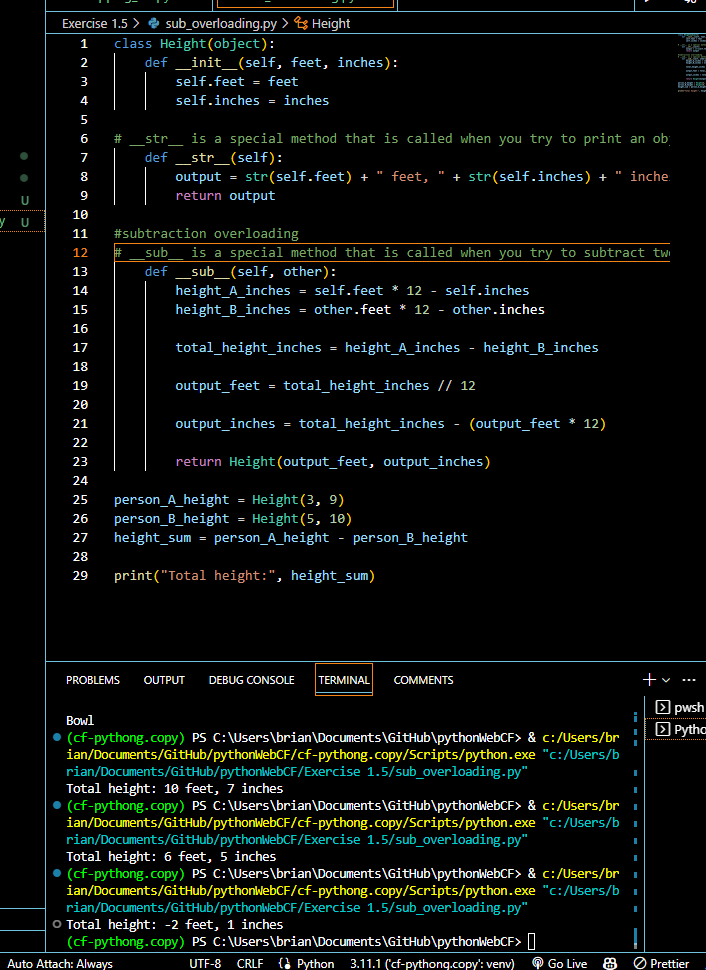 Exercise 1.5 > sub_overloading.py > Height
1 class Height(object):
2 def __init__(self, feet, inches):
3 self.feet = feet
4 self.inches = inches
5
6 # __str__ is a special method that is called when you try to print an
7 def __str__(self):
8 output = str(self.feet) + " feet, " + str(self.inches) + " inche
9 return output
10
11 #subtraction overloading
12 # __sub__ is a special method that is called when you try to subtract
13 def __sub__(self, other):
14 height_A_inches = self.feet * 12 - self.inches
15 height_B_inches = other.feet * 12 - other.inches
16
17 total_height_inches = height_A_inches - height_B_inches
18
19 output_feet = total_height_inches // 12
20
21 output_inches = total_height_inches - (output_feet * 12)
22
23 return Height(output_feet, output_inches)
24
25 person_A_height = Height(3, 9)
26 person_B_height = Height(5, 10)
27 height_sum = person_A_height - person_B_height
28
29 print("Total height:", height_sum)
U
y U
PROBLEMS OUTPUT DEBUG CONSOLE TERMINAL COMMENTS
pwsh
Pytho
Bowl
(cf-pythong.copy) PS C:\Users\brian\Documents\GitHub\pythonWebCF> & c:/Users/br
ian/Documents/GitHub/pythonWebCF/cf-pythong.copy/Scripts/python.exe "c:/Users/b
rian/Documents/GitHub/pythonWebCF/Exercise 1.5/sub_overloading.py"
Total height: 10 feet, 7 inches
(cf-pythong.copy) PS C:\Users\brian\Documents\GitHub\pythonWebCF> & c:/Users/br
ian/Documents/GitHub/pythonWebCF/cf-pythong.copy/Scripts/python.exe "c:/Users/b
rian/Documents/GitHub/pythonWebCF/Exercise 1.5/sub_overloading.py"
Total height: 6 feet, 5 inches
(cf-pythong.copy) PS C:\Users\brian\Documents\GitHub\pythonWebCF> & c:/Users/br
ian/Documents/GitHub/pythonWebCF/cf-pythong.copy/Scripts/python.exe "c:/Users/b
rian/Documents/GitHub/pythonWebCF/Exercise 1.5/sub_overloading.py"
Total height: -2 feet, 1 inches
(cf-pythong.copy) PS C:\Users\brian\Documents\GitHub\pythonWebCF>
Auto Attach: Always UTF-8 CRLF Python 3.11.1 ('cf-pythong.copy': venv) Go Live Prettier